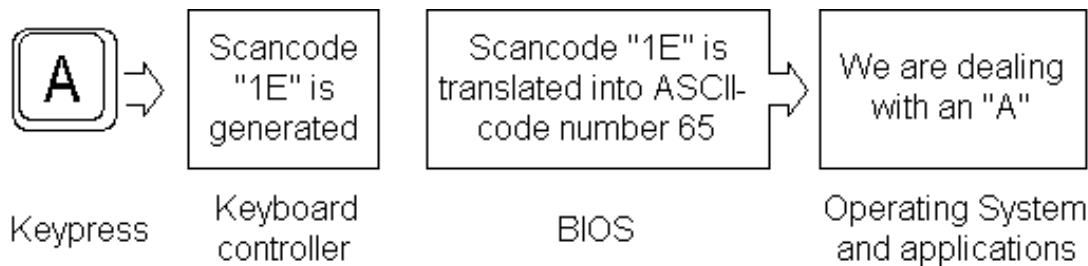 A
Scancode
"1E" is
generated
Scancode "1E" is
translated into ASCII-
code number 65
We are dealing
with an "A"
Keypress
Keyboard
controller
BIOS
Operating System
and applications